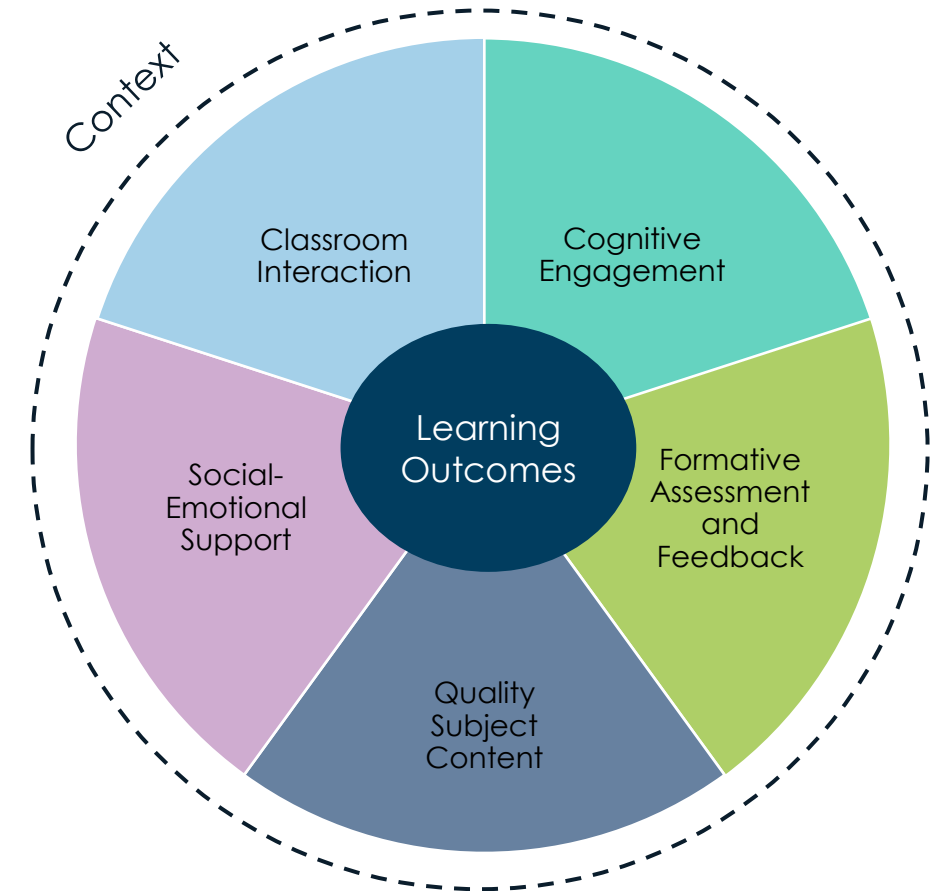 Context
Classroom
Interaction
Cognitive
Engagement
Learning
Outcomes
Social-
Emotional
Support
Formative
Assessment
and
Feedback
Quality
Subject
Content